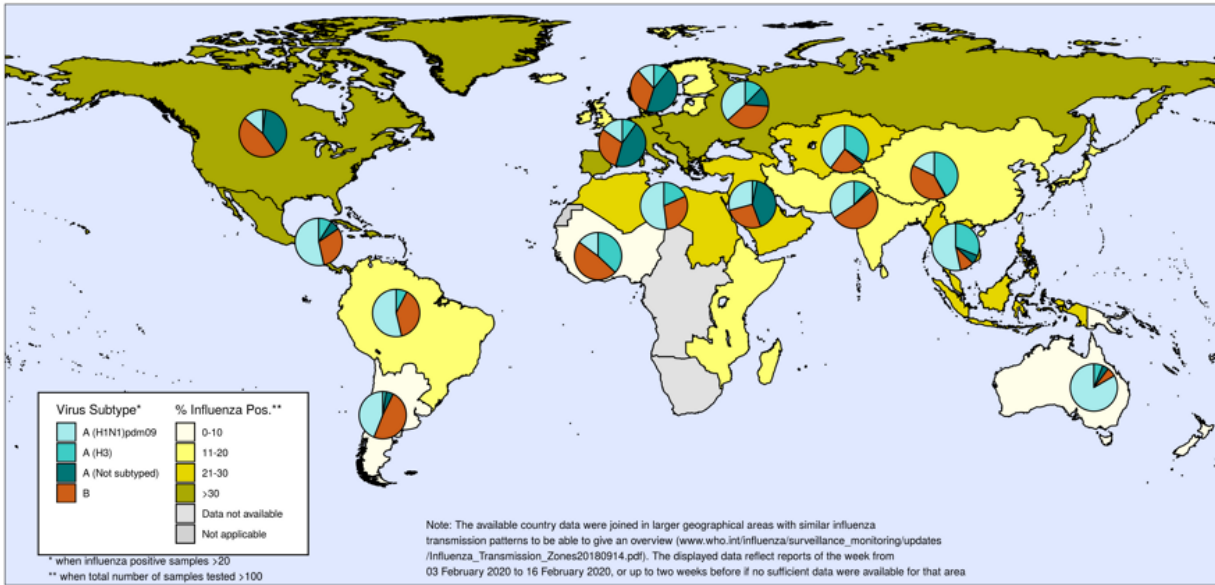 Virus Subtype*
A (H1N1)pdm09
A (H3)
A (Not subtyped)
B
% Influenza Pos.**
0-10
11-20
21-30
>30
Data not available
Not applicable
* when influenza positive samples >20
** when total number of samples tested >100
Note: The available country data were joined in larger geographical areas with similar influenza
transmission patterns to be able to give an overview (www.who.int/influenza/surveillance_monitoring/updates
/Influenza_Transmission_Zones20180914.pdf). The displayed data reflect reports of the week from
03 February 2020 to 16 February 2020, or up to two weeks before if no sufficient data were available for that area